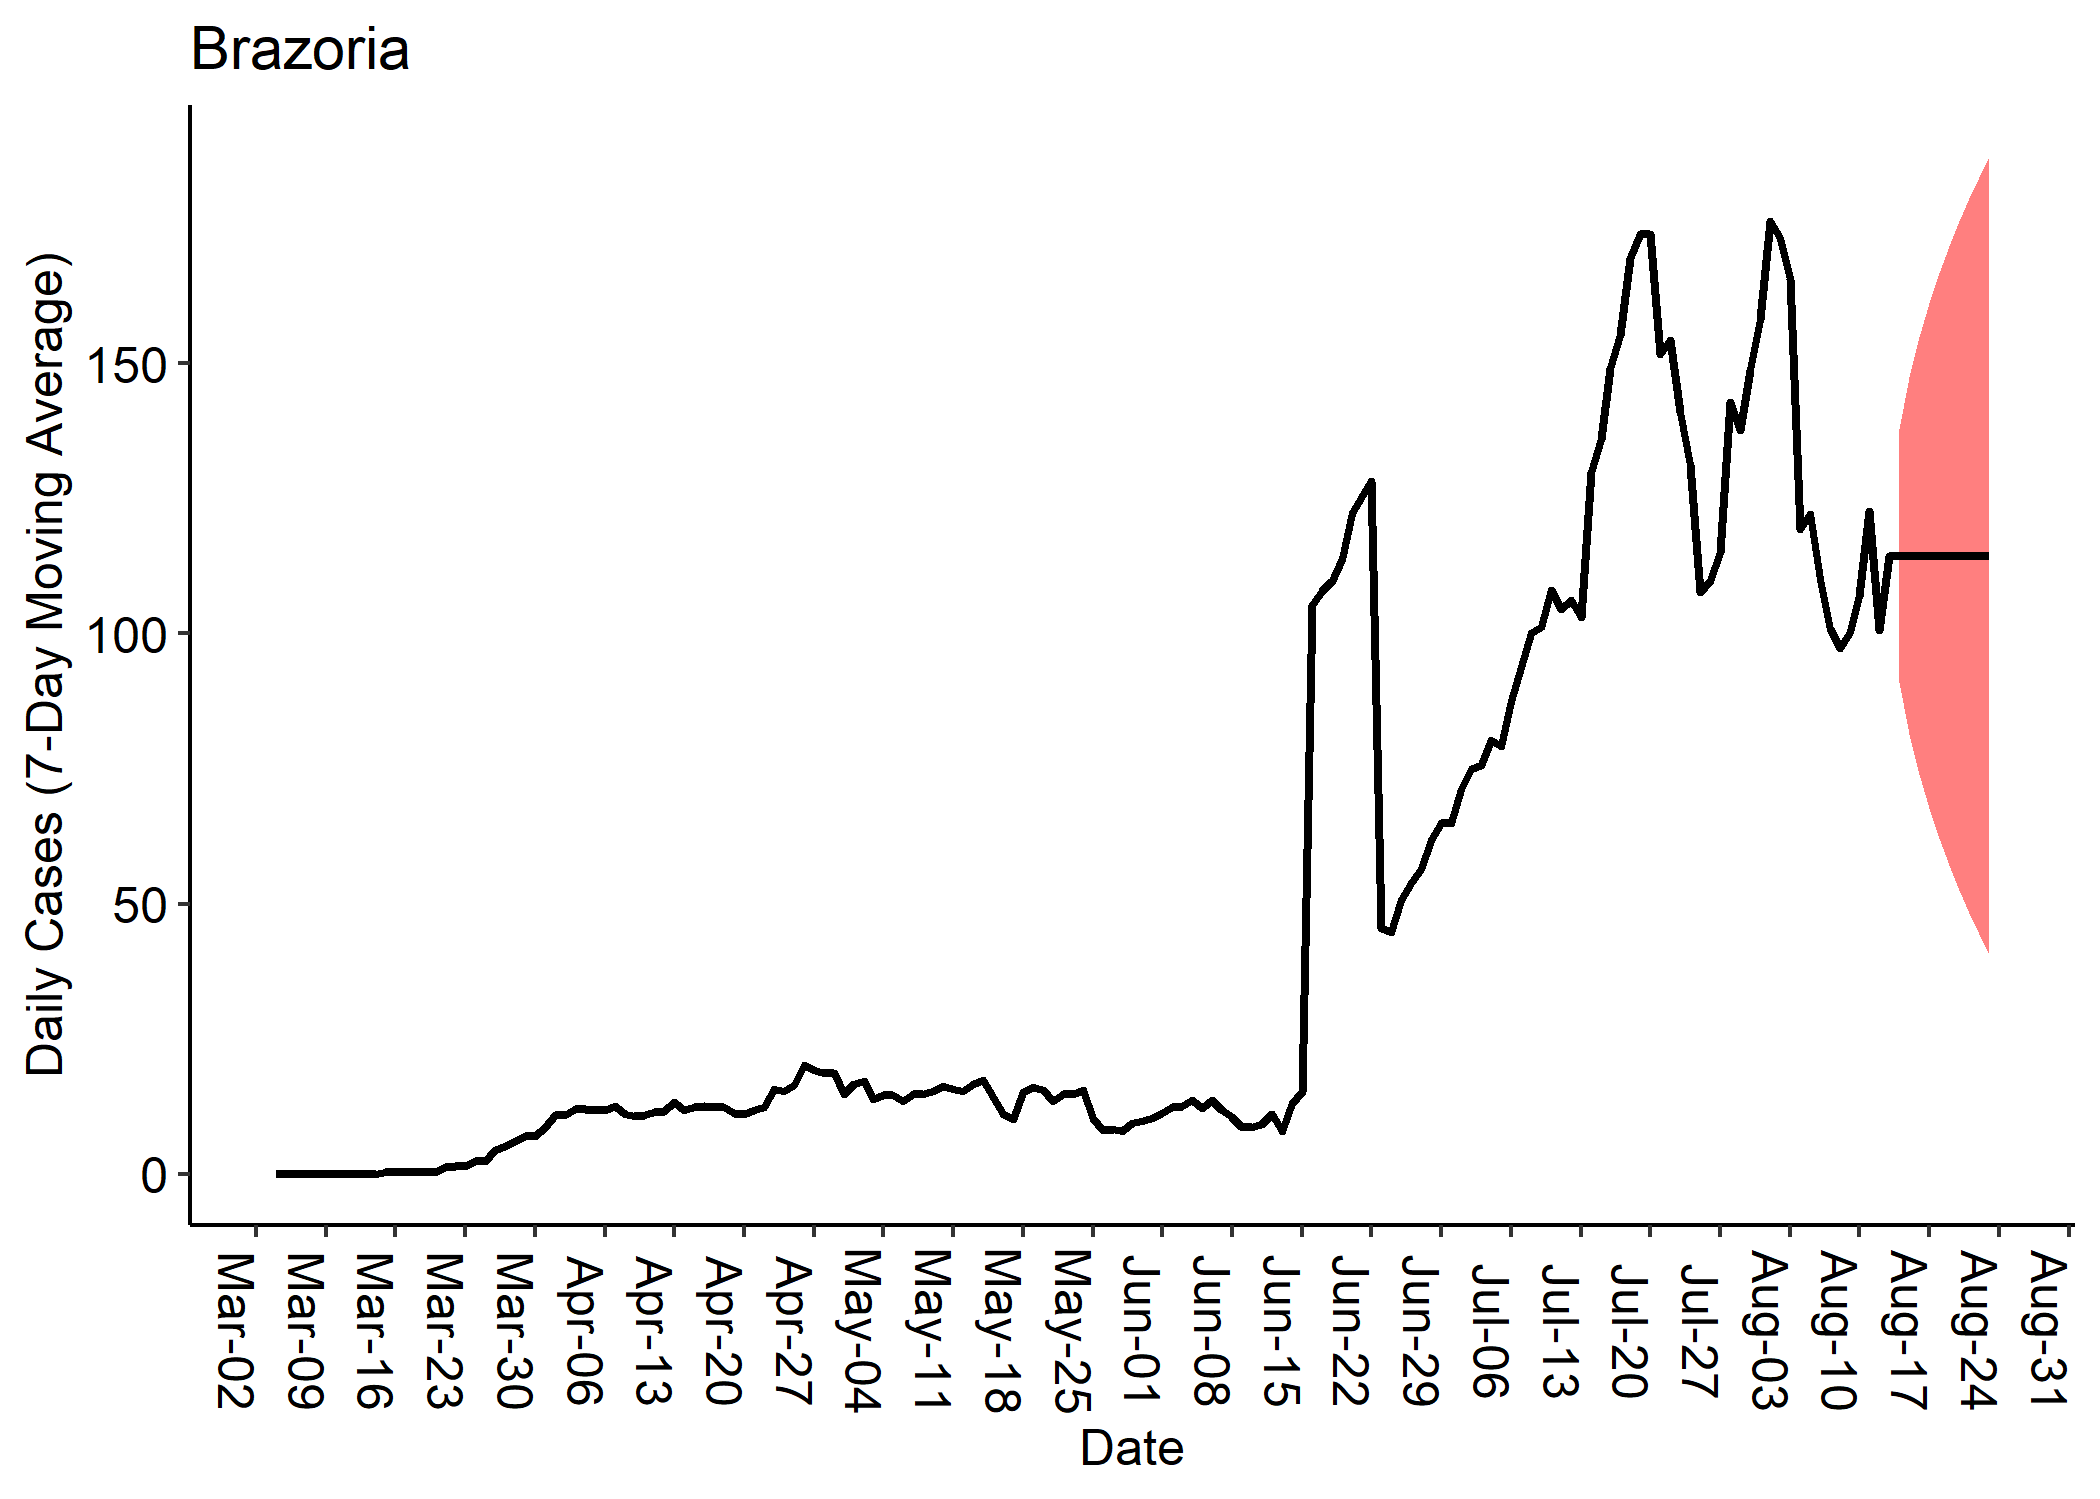 Brazoria
Daily Cases (7-Day Moving Average)
150
100
50
0
Mar-02
Mar-09
Mar-16
Mar-23
Mar-30
Apr-06
Apr-13
Apr-20
Apr-27
May-04
May-11
May-18
May-25
Jun-01
Jun-08
Jun-15
Jun-22
Jun-29
Jul-06
Jul-13
Jul-20
Jul-27
Aug-03
Aug-10
Aug-17
Aug-24
Aug-31
Date